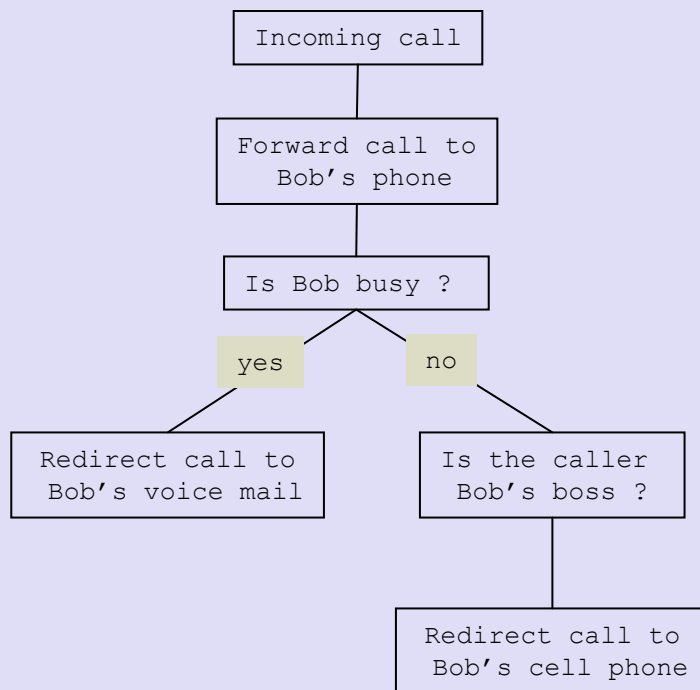 Incoming call
Forward call to
Bob's phone
Is Bob busy ?
yes
no
Redirect call to
Bob's voice mail
Is the caller
Bob's boss ?
Redirect call to
Bob's cell phone